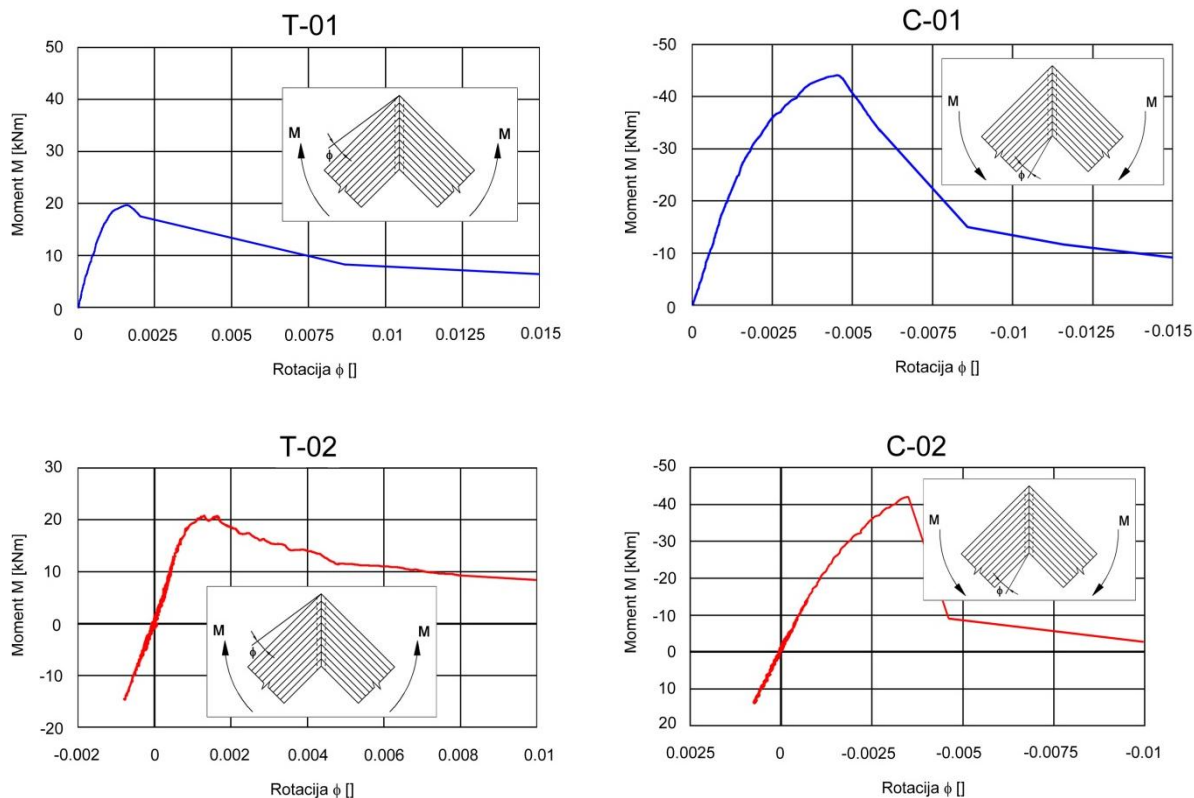 T-01
50
40
30
20
10
0
Moment M [kNm]
0 0.0025 0.005 0.0075 0.01 0.0125 0.015
Rotacija ϕ []
M M
ϕ
C-01
-50
-40
-30
-20
-10
0
Moment M [kNm]
0 -0.0025 -0.005 -0.0075 -0.01 -0.0125 -0.015
Rotacija ϕ []
M M
ϕ
T-02
30
20
10
0
-10
-20
Moment M [kNm]
-0.002 0 0.002 0.004 0.006 0.008 0.01
Rotacija ϕ []
M M
ϕ
C-02
-50
-40
-30
-20
-10
0
10
20
Moment M [kNm]
0.0025 0 -0.0025 -0.005 -0.0075 -0.01
Rotacija ϕ []
M M
ϕ